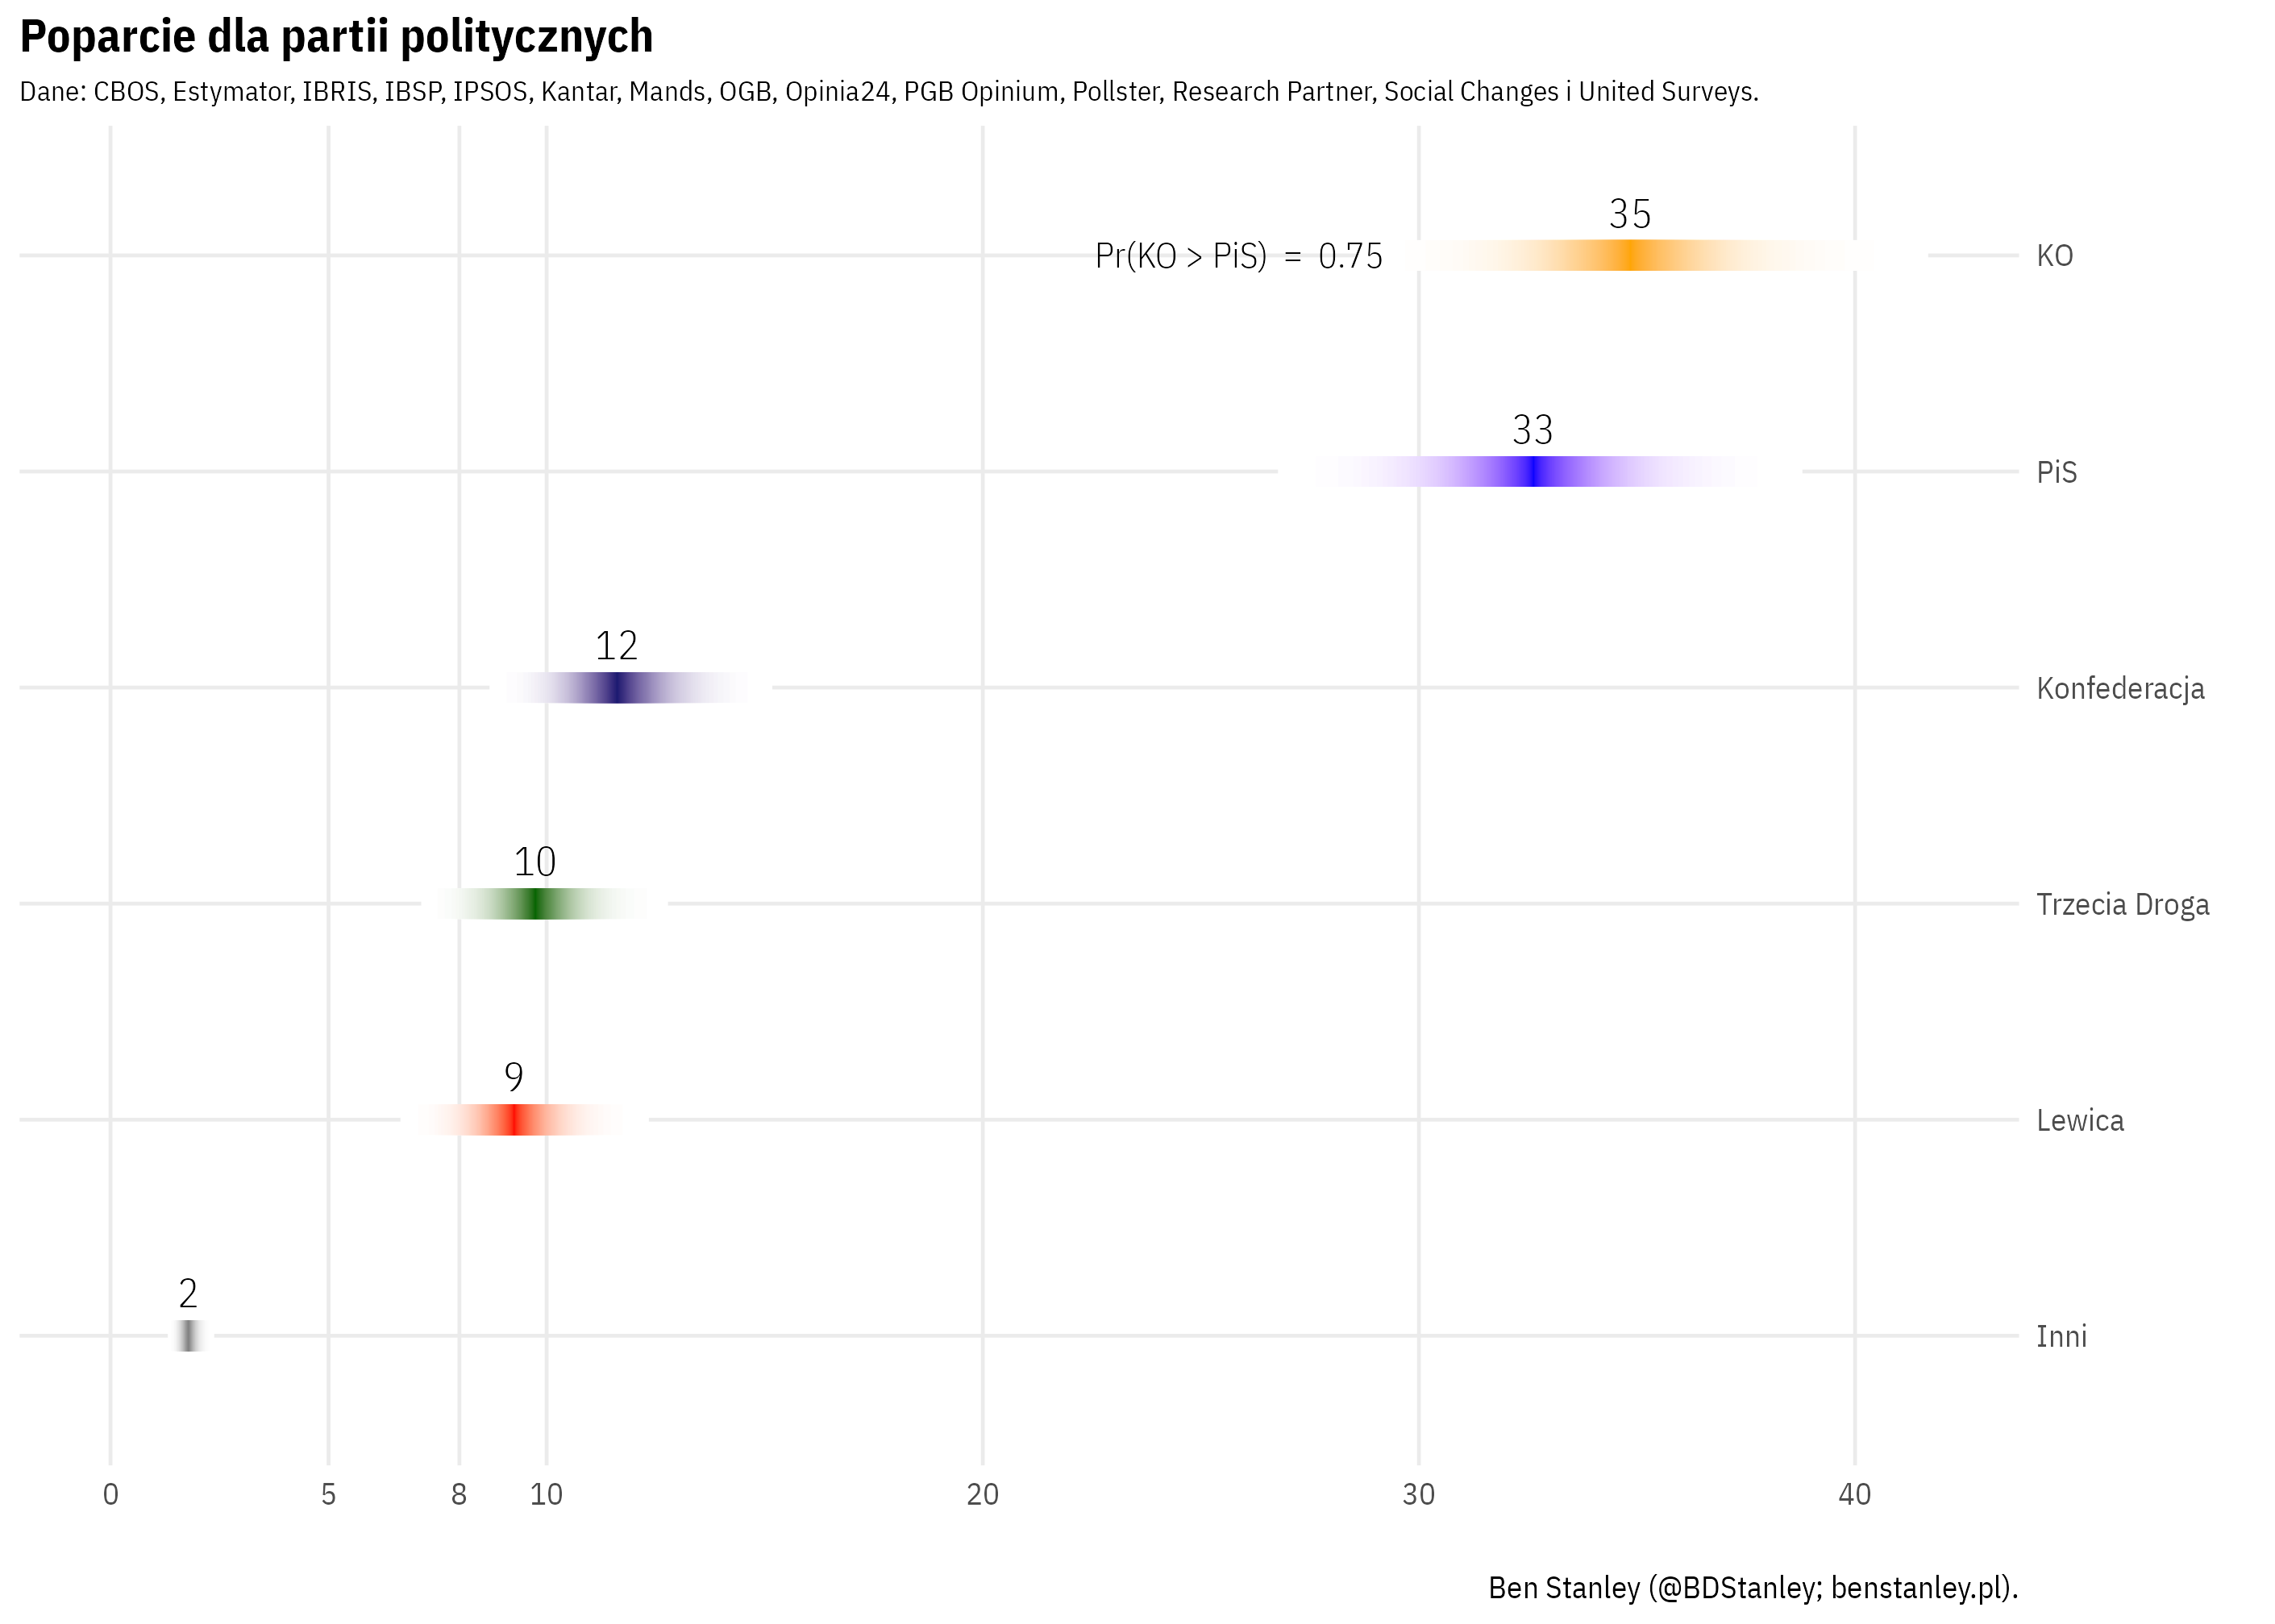 Poparcie dla partii politycznych
Dane: CBOS, Estymator, IBRIS, IBSP, IPSOS, Kantar, Mands, OGB, Opinia24, PGB Opinium, Pollster, Research Partner, Social Changes i United Surveys.
35
Pr(KO > PiS) = 0.75
KO
33
PiS
12
Konfederacja
10
Trzecia Droga
9
Lewica
2
Inni
0 5 8 10 20 30 40
Ben Stanley (@BDStanley; benstanley.pl).